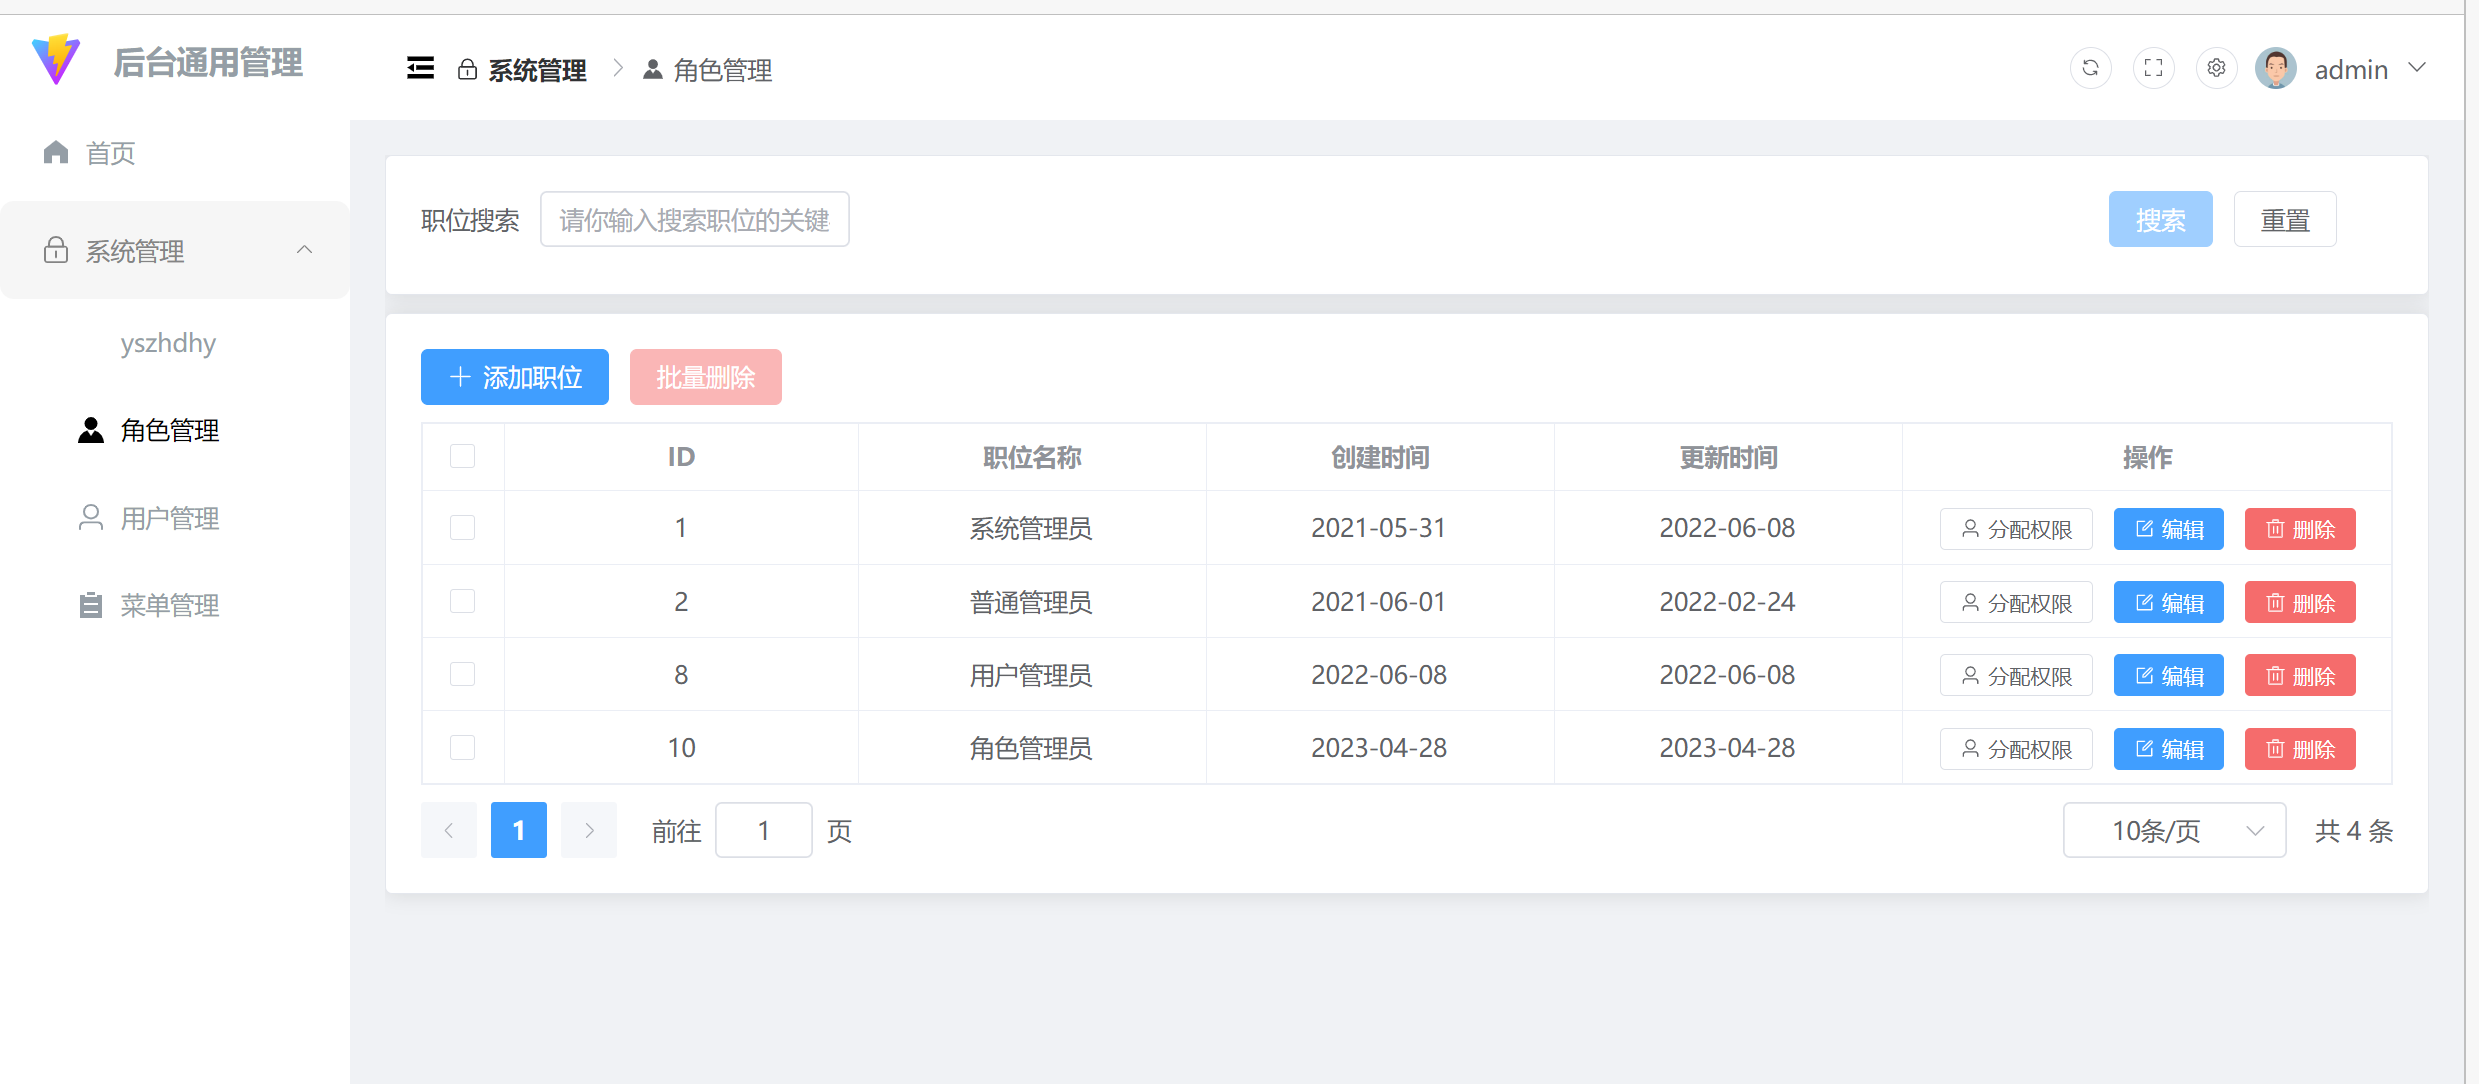 后台通用管理
系统管理 角色管理
admin
首页
系统管理
yszhdhy
角色管理
用户管理
菜单管理
职位搜索 请你输入搜索职位的关键 搜索 重置
添加职位 批量删除
ID 职位名称 创建时间 更新时间 操作
1 系统管理员 2021-05-31 2022-06-08 分配权限 编辑 删除
2 普通管理员 2021-06-01 2022-02-24 分配权限 编辑 删除
8 用户管理员 2022-06-08 2022-06-08 分配权限 编辑 删除
10 角色管理员 2023-04-28 2023-04-28 分配权限 编辑 删除
1 前往 1 页 10条/页 共 4 条